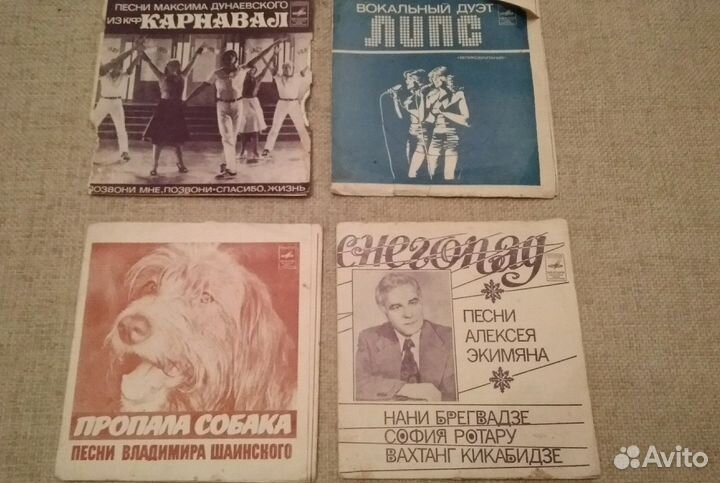 ПЕСНИ МАКСИМА ДУНАЕВСКОГО
ИЗ К/Ф КАРНАВАЛ
ПОЗВОНИ МНЕ, ПОЗВОНИ • СПАСИБО, ЖИЗНЬ
ВОКАЛЬНЫЙ ДУЭТ
ЛИПС
(ВЕЛИКОБРИТАНИЯ)
ПРОПАЛА СОБАКА
ПЕСНИ ВЛАДИМИРА ШАИНСКОГО
СНЕГОПАД
ПЕСНИ
АЛЕКСЕЯ
ЭКИМЯНА
НАНИ БРЕГВАДЗЕ
СОФИЯ РОТАРУ
ВАХТАНГ КИКАБИДЗЕ
Avito